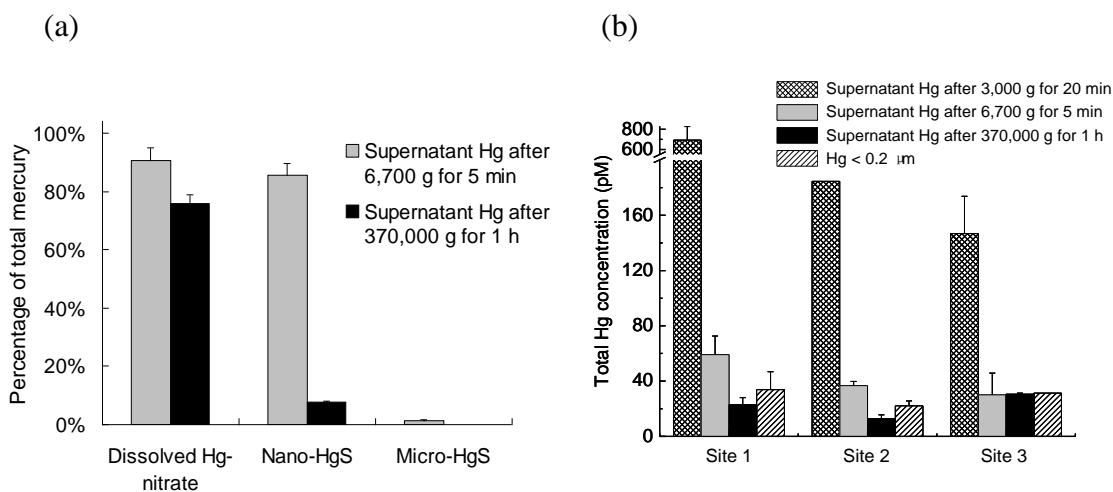 (a)
Percentage of total mercury
100%
80%
60%
40%
20%
0%
Supernatant Hg after
6,700 g for 5 min
Supernatant Hg after
370,000 g for 1 h
Dissolved Hg-
nitrate
Nano-HgS
Micro-HgS
(b)
Total Hg concentration (pM)
800
600
160
120
80
40
0
Supernatant Hg after 3,000 g for 20 min
Supernatant Hg after 6,700 g for 5 min
Supernatant Hg after 370,000 g for 1 h
Hg < 0.2 μm
Site 1
Site 2
Site 3